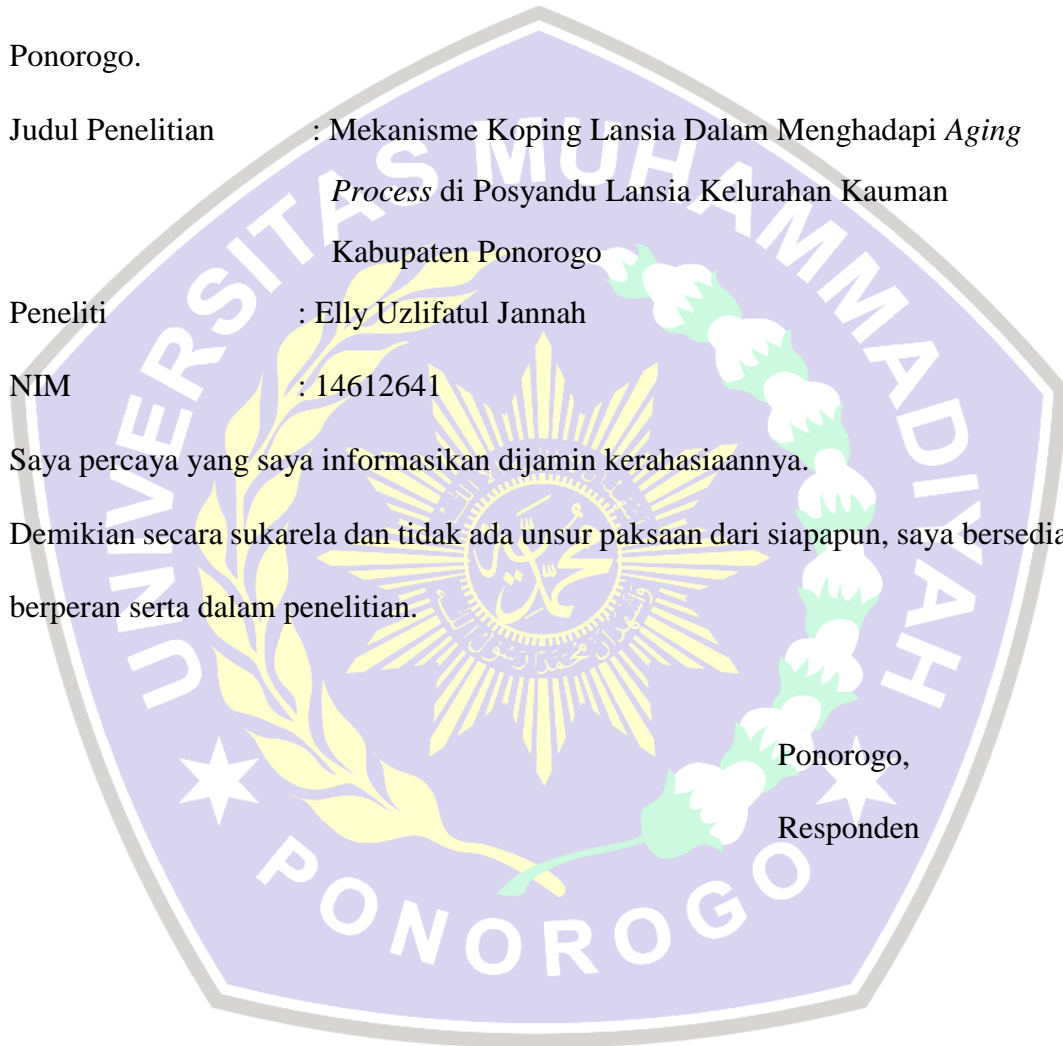 Ponorogo.
Judul Penelitian : Mekanisme Koping Lansia Dalam Menghadapi Aging
Process di Posyandu Lansia Kelurahan Kauman
Kabupaten Ponorogo
Peneliti : Elly Uzlifatul Jannah
NIM : 14612641
Saya percaya yang saya informasikan dijamin kerahasiaannya.
Demikian secara sukarela dan tidak ada unsur paksaan dari siapapun, saya bersedia
berperan serta dalam penelitian.
Ponorogo,
Responden
UNIVERSITAS MUHAMMADIYAH
PONOROGO